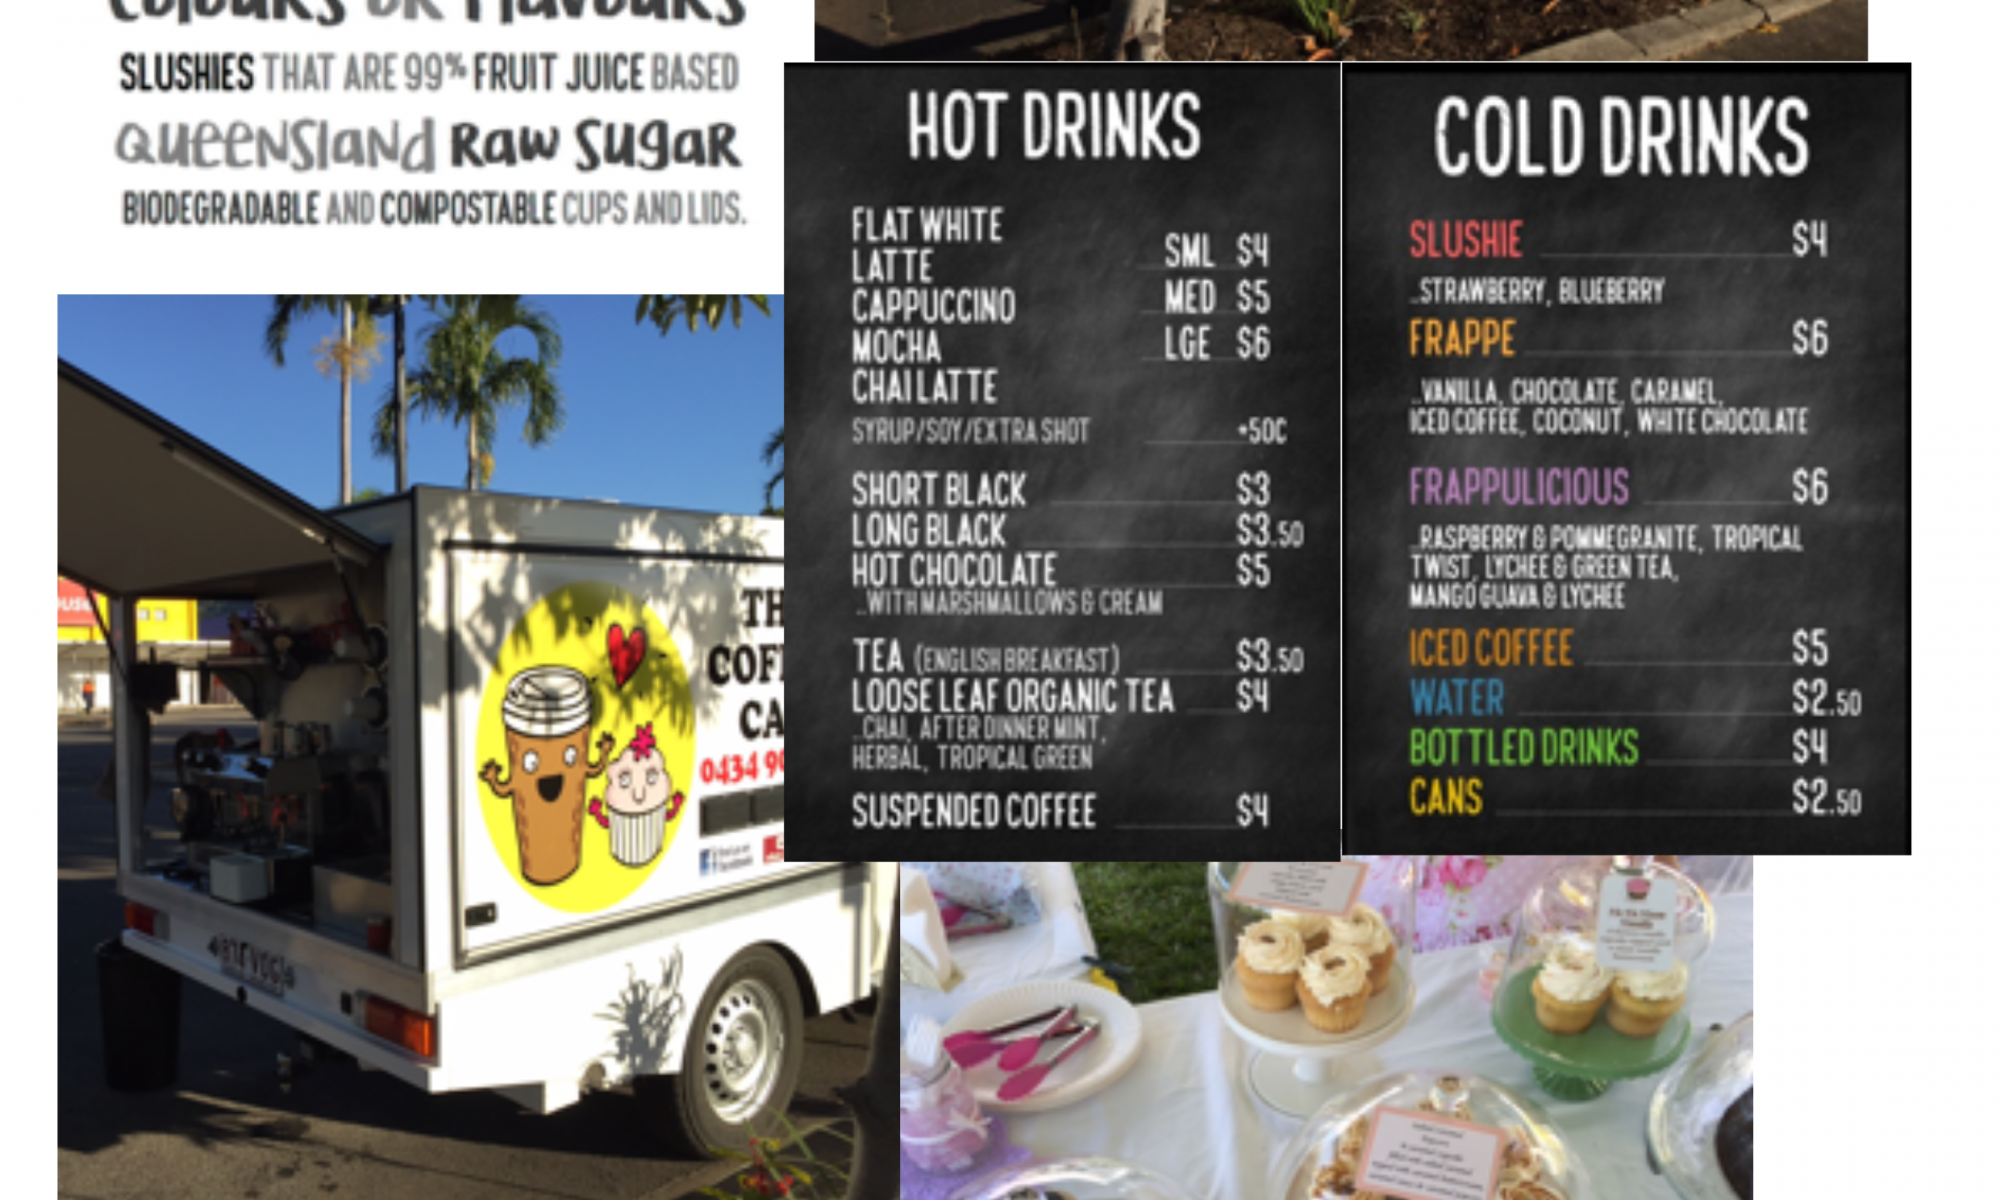 Colours or Flavours
SLUSHIES THAT ARE 99% FRUIT JUICE BASED
QUEENSland Raw SugaR
BIODEGRADABLE AND COMPOSTABLE CUPS AND LIDS.
HOT DRINKS
FLAT WHITE
LATTE
CAPPUCCINO
MOCHA
CHAI LATTE
SML $4
MED $5
LGE $6
SYRUP/SOY/EXTRA SHOT +50C
SHORT BLACK $3
LONG BLACK $3.50
HOT CHOCOLATE $5
..WITH MARSHMALLOWS & CREAM
TEA (ENGLISH BREAKFAST) $3.50
LOOSE LEAF ORGANIC TEA $4
..CHAI, AFTER DINNER MINT,
HERBAL, TROPICAL GREEN
SUSPENDED COFFEE $4
COLD DRINKS
SLUSHIE $4
..STRAWBERRY, BLUEBERRY
FRAPPE $6
..VANILLA, CHOCOLATE, CARAMEL,
ICED COFFEE, COCONUT, WHITE CHOCOLATE
FRAPPULICIOUS $6
..RASPBERRY & POMMEGRANITE, TROPICAL
TWIST, LYCHEE & GREEN TEA,
MANGO GUAVA & LYCHEE
ICED COFFEE $5
WATER $2.50
BOTTLED DRINKS $4
CANS $2.50
TH
COF
CA
0434 9